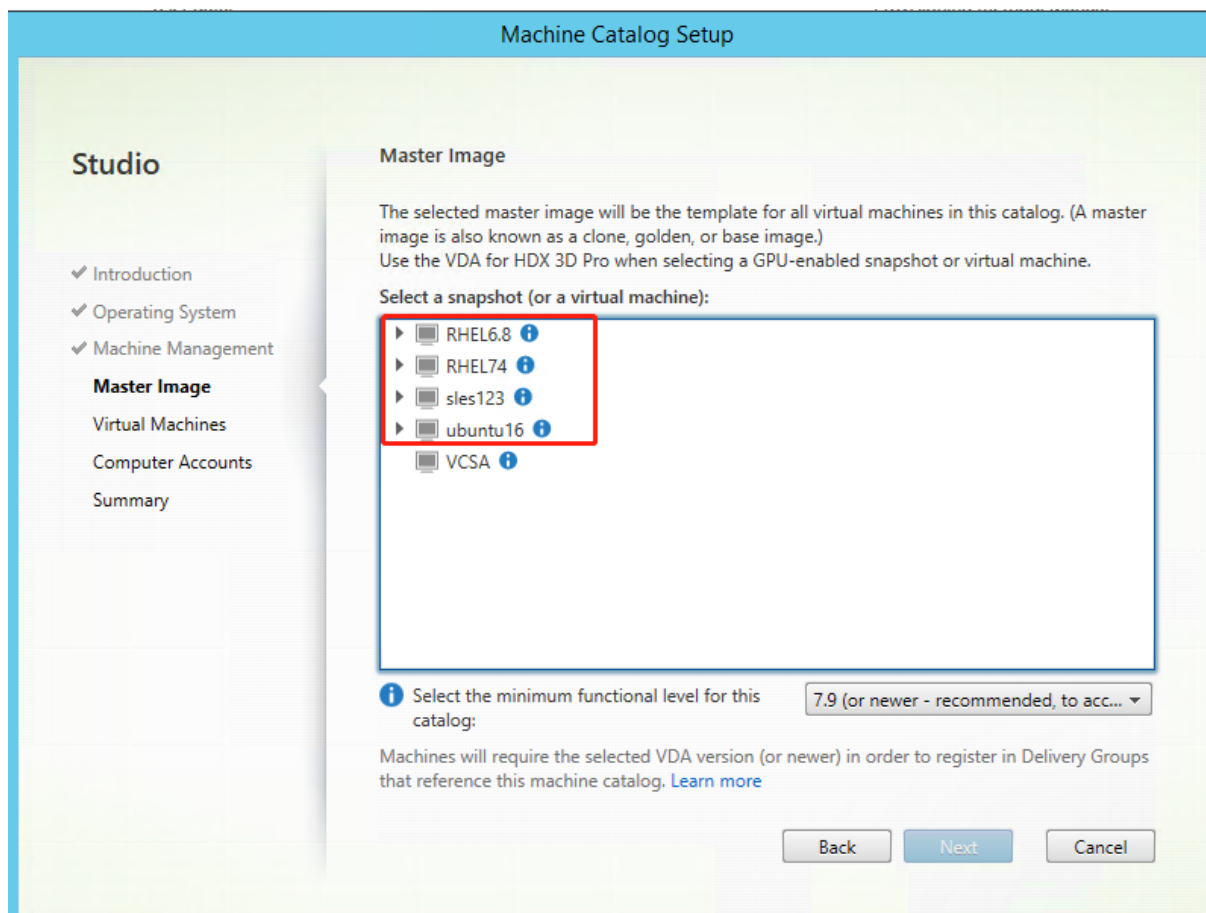 Machine Catalog Setup
Studio
Introduction
Operating System
Machine Management
Master Image
Virtual Machines
Computer Accounts
Summary
Master Image
The selected master image will be the template for all virtual machines in this catalog. (A master
image is also known as a clone, golden, or base image.)
Use the VDA for HDX 3D Pro when selecting a GPU-enabled snapshot or virtual machine.
Select a snapshot (or a virtual machine):
RHEL6.8
RHEL74
sles123
ubuntu16
VCSA
Select the minimum functional level for this
catalog:
7.9 (or newer - recommended, to acc...
Machines will require the selected VDA version (or newer) in order to register in Delivery Groups
that reference this machine catalog. Learn more
Back
Next
Cancel